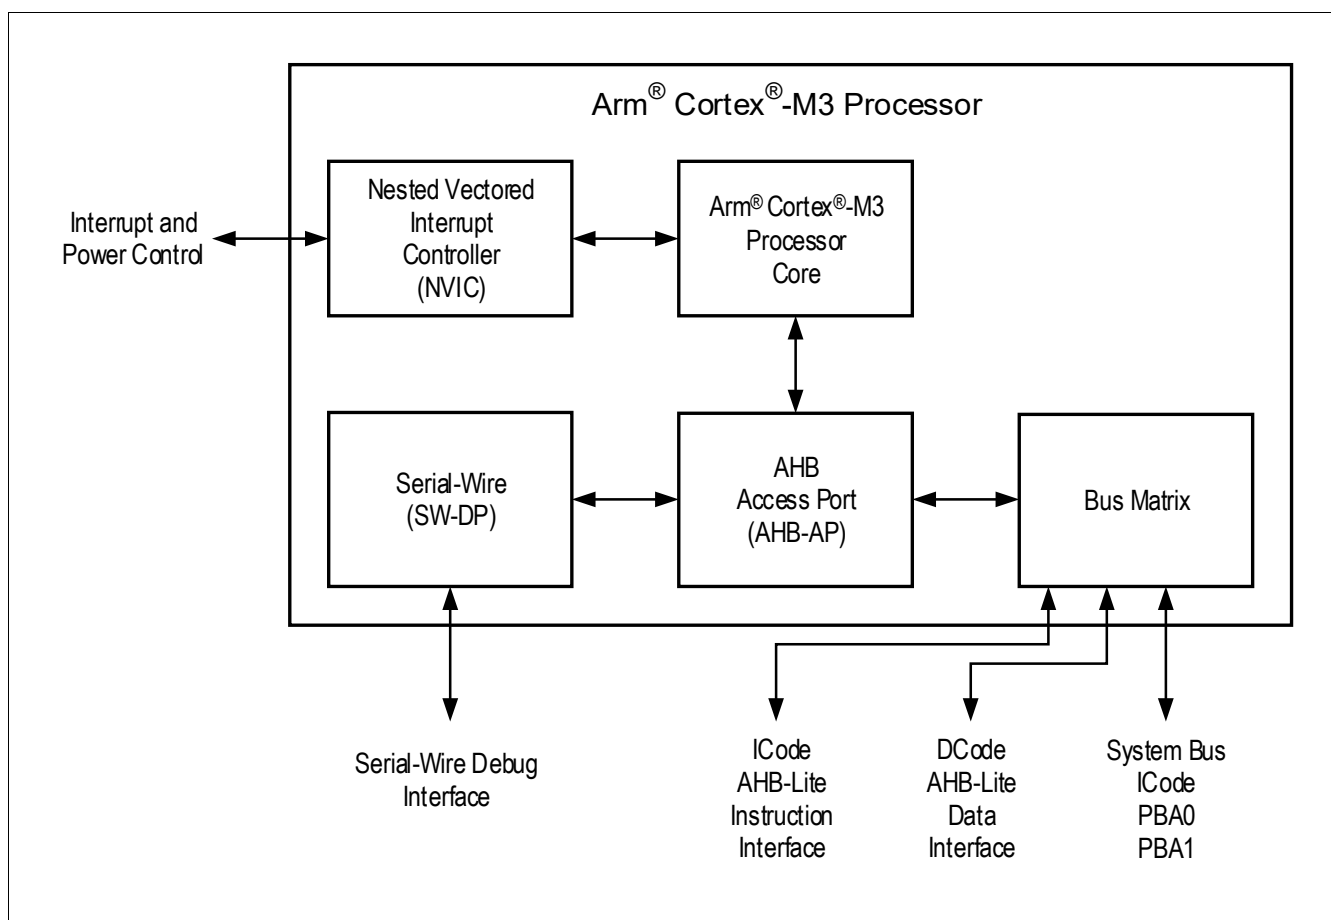 Arm® Cortex®-M3 Processor
Nested Vectored
Interrupt
Controller
(NVIC)
Arm® Cortex®-M3
Processor
Core
Interrupt and
Power Control
Serial-Wire
(SW-DP)
AHB
Access Port
(AHB-AP)
Bus Matrix
Serial-Wire Debug
Interface
ICode
AHB-Lite
Instruction
Interface
DCode
AHB-Lite
Data
Interface
System Bus
ICode
PBA0
PBA1